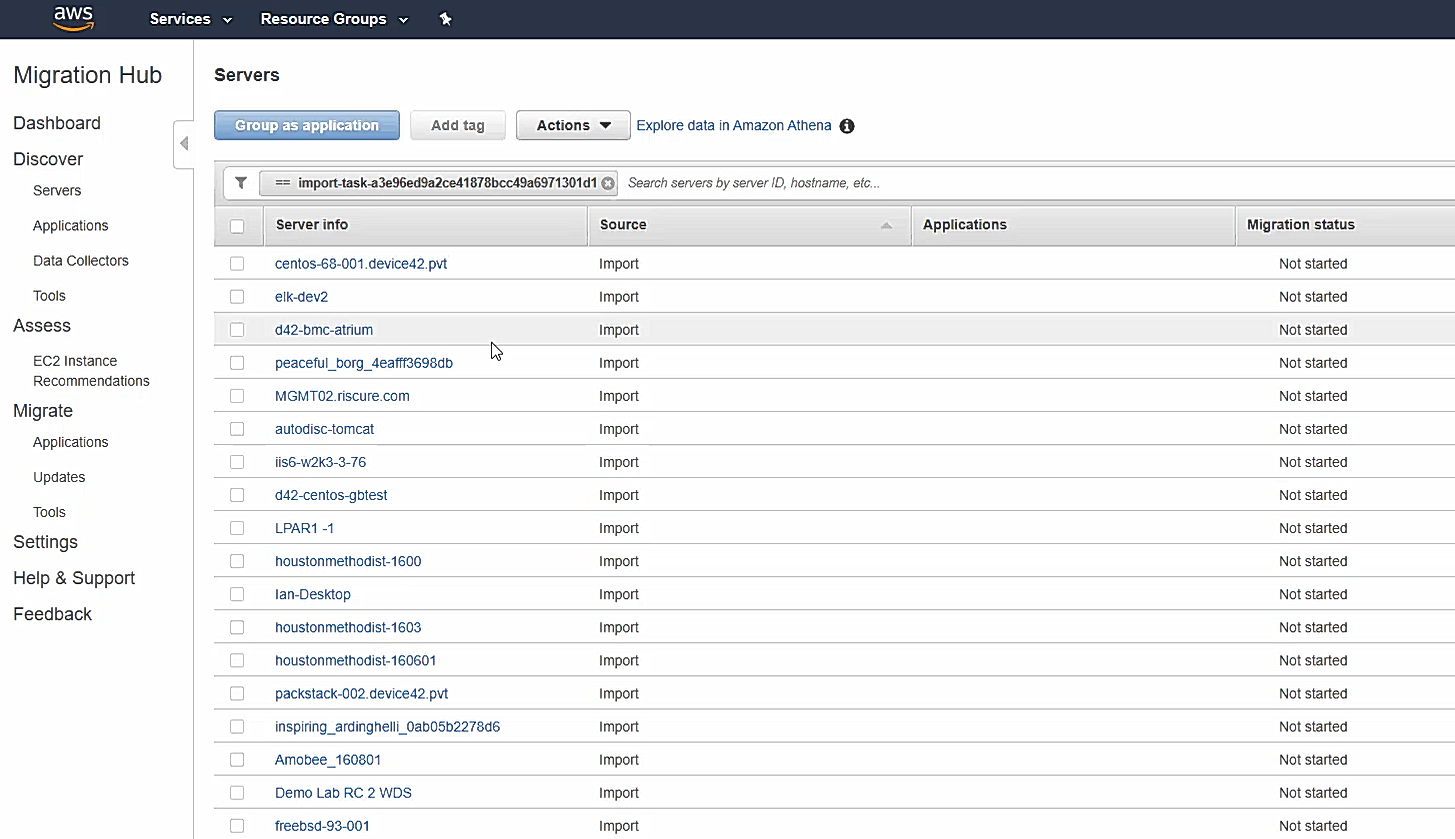 aws Services Resource Groups
Migration Hub
Dashboard
Discover
Servers
Applications
Data Collectors
Tools
Assess
EC2 Instance
Recommendations
Migrate
Applications
Updates
Tools
Settings
Help & Support
Feedback
Servers
Group as application Add tag Actions Explore data in Amazon Athena
== import-task-a3e96ed9a2ce41878bcc49a6971301d1 Search servers by server ID, hostname, etc...
Server info Source Applications Migration status
centos-68-001.device42.pvt Import Not started
elk-dev2 Import Not started
d42-bmc-atrium Import Not started
peaceful_borg_4eafff3698db Import Not started
MGMT02.riscure.com Import Not started
autodisc-tomcat Import Not started
iis6-w2k3-3-76 Import Not started
d42-centos-gbtest Import Not started
LPAR1 -1 Import Not started
houstonmethodist-1600 Import Not started
Ian-Desktop Import Not started
houstonmethodist-1603 Import Not started
houstonmethodist-160601 Import Not started
packstack-002.device42.pvt Import Not started
inspiring_ardinghelli_0ab05b2278d6 Import Not started
Amobee_160801 Import Not started
Demo Lab RC 2 WDS Import Not started
freebsd-93-001 Import Not started